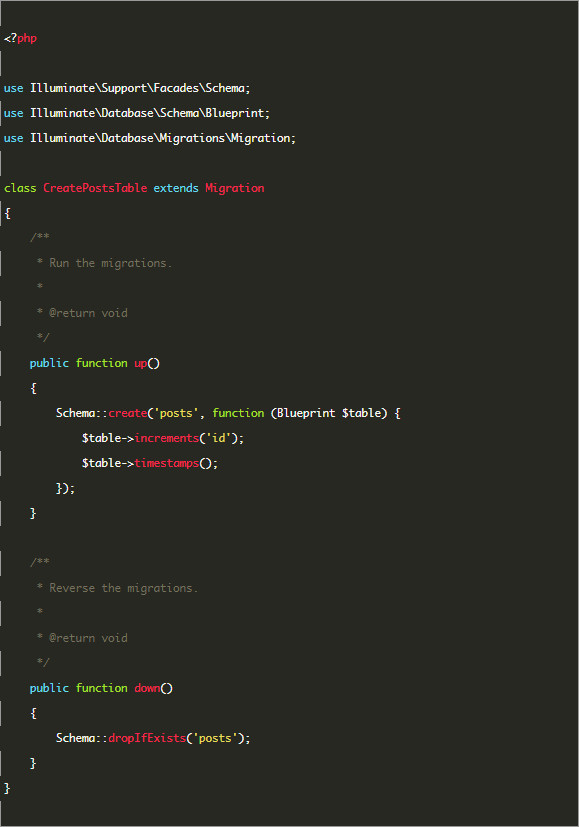 <?php
use Illuminate\Support\Facades\Schema;
use Illuminate\Database\Schema\Blueprint;
use Illuminate\Database\Migrations\Migration;
class CreatePostsTable extends Migration
{
    /**
     * Run the migrations.
     *
     * @return void
     */
    public function up()
    {
        Schema::create('posts', function (Blueprint $table) {
            $table->increments('id');
            $table->timestamps();
        });
    }
    /**
     * Reverse the migrations.
     *
     * @return void
     */
    public function down()
    {
        Schema::dropIfExists('posts');
    }
}